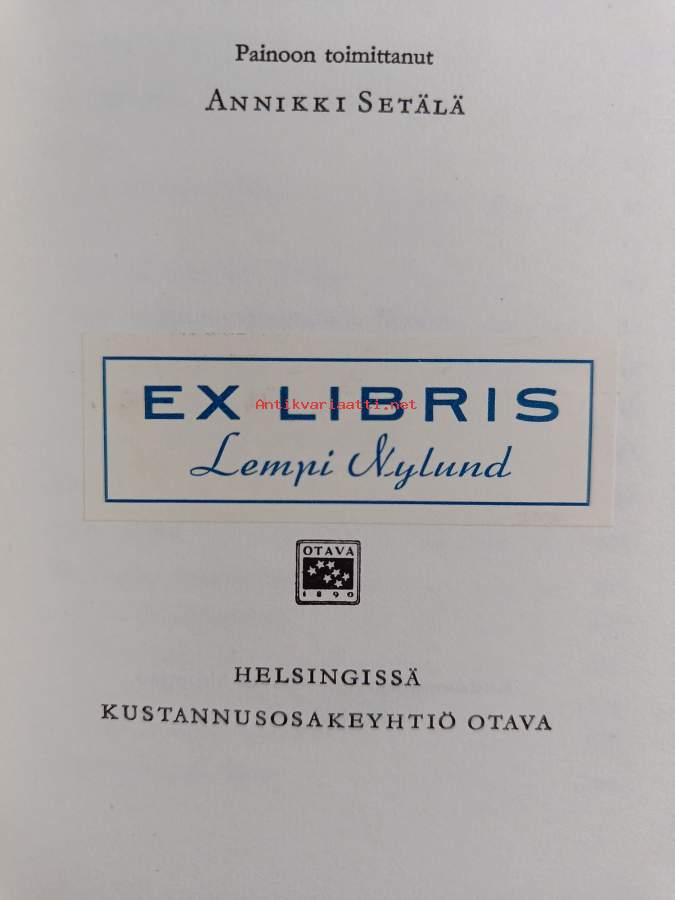 Painoon toimittanut
ANNIKKI SETÄLÄ
EX LIBRIS
Antikvariaatti.net
Lempi Nylund
OTAVA
1890
HELSINGISSÄ
KUSTANNUSOSAKEYHTIÖ OTAVA